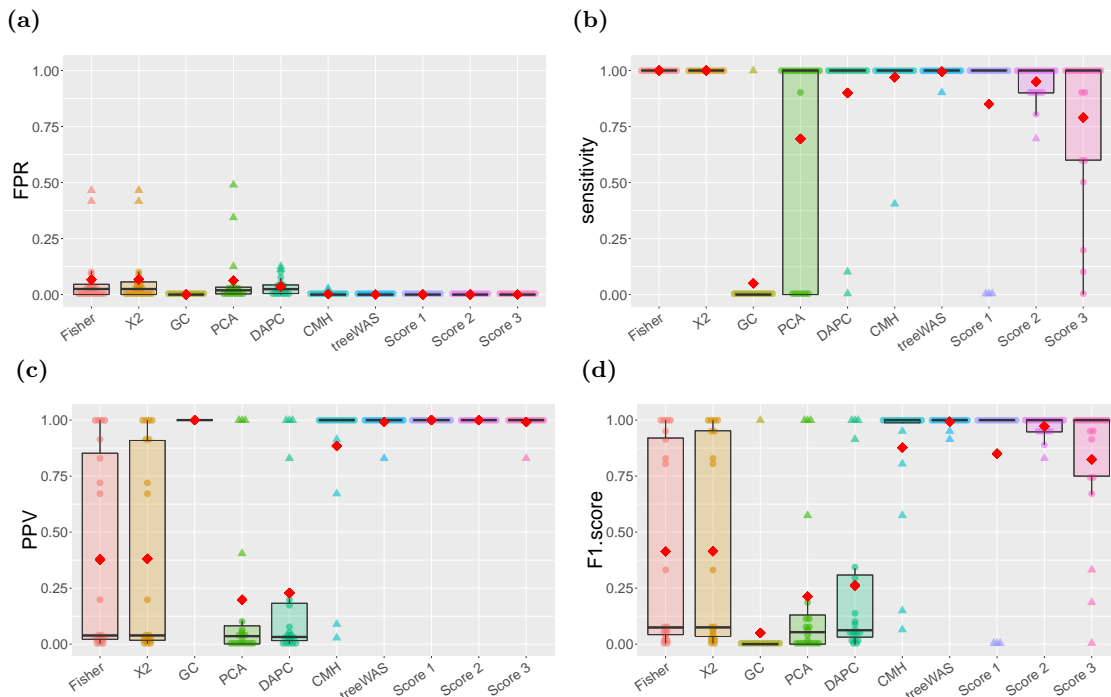 (a)
FPR
1.00
0.75
0.50
0.25
0.00
Fisher
X2
GC
PCA
DAPC
CMH
treeWAS
Score 1
Score 2
Score 3
(b)
sensitivity
1.00
0.75
0.50
0.25
0.00
Fisher
X2
GC
PCA
DAPC
CMH
treeWAS
Score 1
Score 2
Score 3
(c)
PPV
1.00
0.75
0.50
0.25
0.00
Fisher
X2
GC
PCA
DAPC
CMH
treeWAS
Score 1
Score 2
Score 3
(d)
F1.score
1.00
0.75
0.50
0.25
0.00
Fisher
X2
GC
PCA
DAPC
CMH
treeWAS
Score 1
Score 2
Score 3